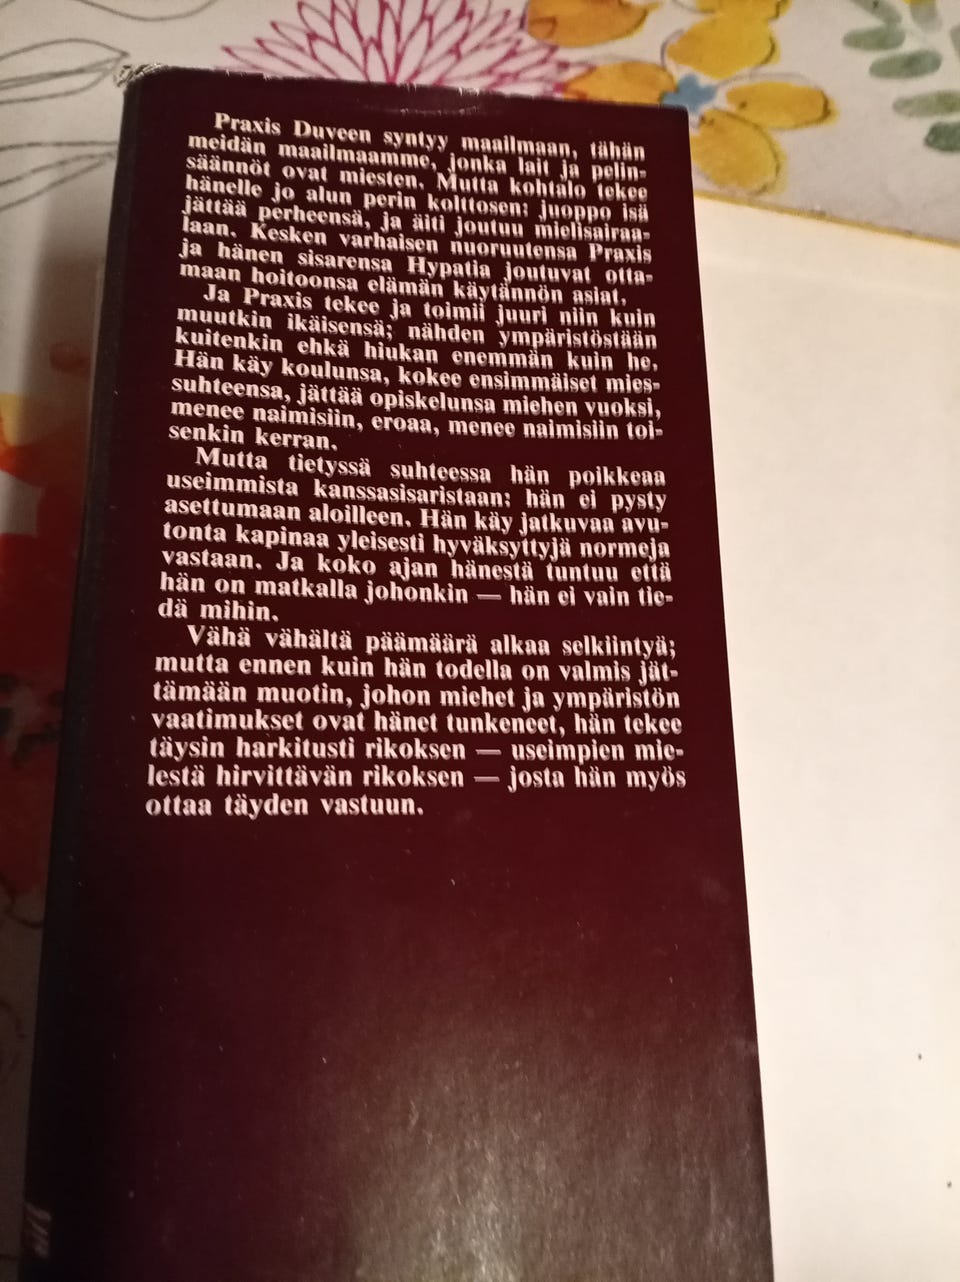 Praxis Duveen syntyy maailmaan, tähän
meidän maailmaamme, jonka lait ja pelin-
säännöt ovat miesten. Mutta kohtalo tekee
hänelle jo alun perin kolttosen: juoppo isä
jättää perheensä, ja äiti joutuu mielisairaa-
laan. Kesken varhaisen nuoruutensa Praxis
ja hänen sisarensa Hypatia joutuvat otta-
maan hoitoonsa elämän käytännön asiat.
Ja Praxis tekee ja toimii juuri niin kuin
muutkin ikäisensä; nähden ympäristöstään
kuitenkin ehkä hiukan enemmän kuin he.
Hän käy koulunsa, kokee ensimmäiset mies-
suhteensa, jättää opiskelunsa miehen vuoksi,
menee naimisiin, eroaa, menee naimisiin toi-
senkin kerran.
Mutta tietyssä suhteessa hän poikkeaa
useimmista kanssasisaristaan: hän ei pysty
asettumaan aloilleen. Hän käy jatkuvaa avu-
tonta kapinaa yleisesti hyväksyttyjä normeja
vastaan. Ja koko ajan hänestä tuntuu että
hän on matkalla johonkin — hän ei vain tie-
dä mihin.
Vähä vähältä päämäärä alkaa selkiintyä;
mutta ennen kuin hän todella on valmis jät-
tämään muotin, johon miehet ja ympäristön
vaatimukset ovat hänet tunkeneet, hän tekee
täysin harkitusti rikoksen — useimpien mie-
lestä hirvittävän rikoksen — josta hän myös
ottaa täyden vastuun.